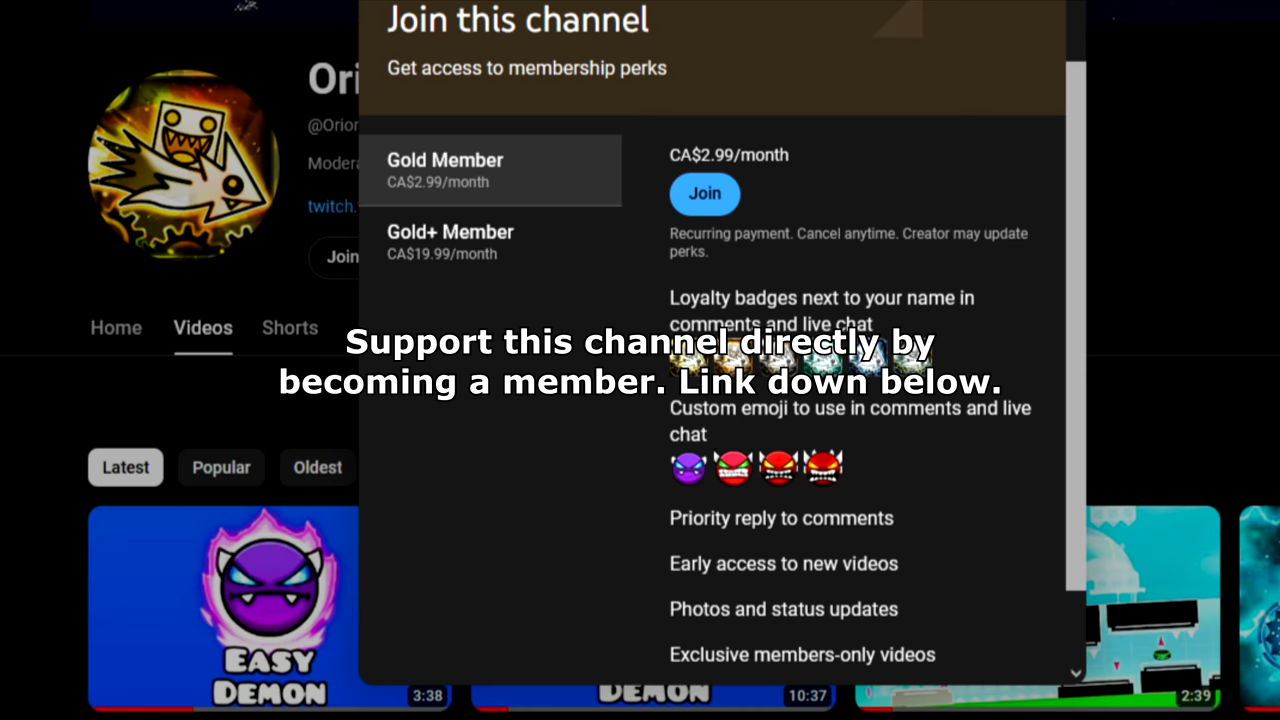 Join this channel
Get access to membership perks
Ori
@Orior
Modera
twitch.
Join
Gold Member
CA$2.99/month
Gold+ Member
CA$19.99/month
CA$2.99/month
Join
Recurring payment. Cancel anytime. Creator may update
perks.
Loyalty badges next to your name in
comments and live chat
Home
Videos
Shorts
Support this channel directly by
becoming a member. Link down below.
Custom emoji to use in comments and live
chat
Latest
Popular
Oldest
Priority reply to comments
Early access to new videos
Photos and status updates
Exclusive members-only videos
EASY
DEMON
3:38
DEMON
10:37
2:39